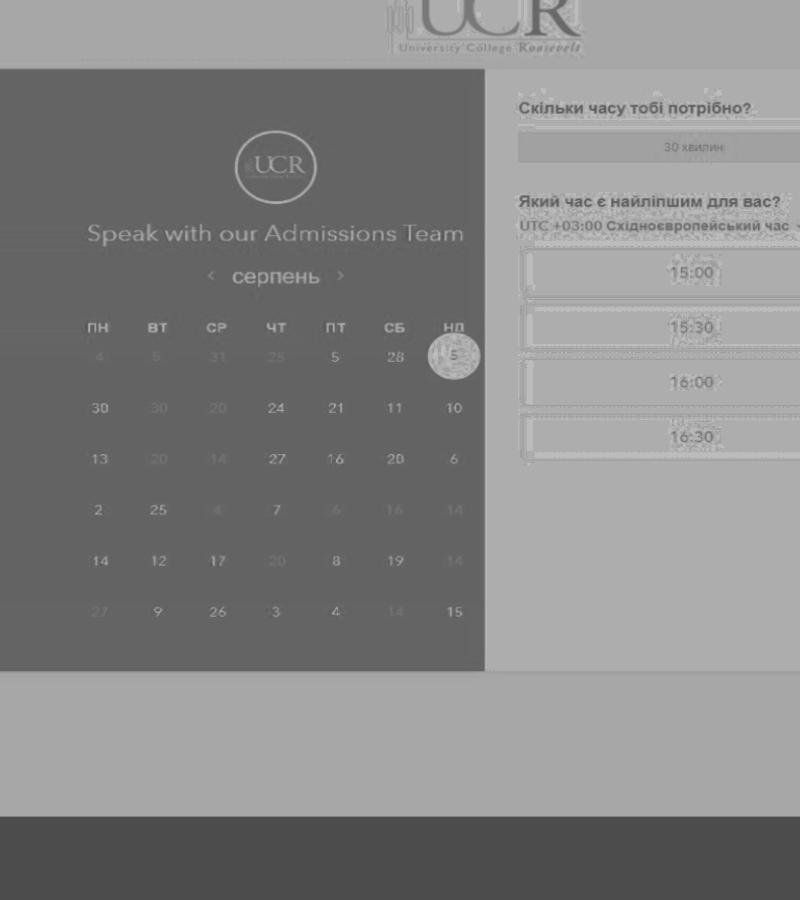 UCR
University College Roosevelt
UCR
Speak with our Admissions Team
< серпень >
ПН ВТ СР ЧТ ПТ СБ НД
4 5 31 25 5 28 5
30 30 20 24 21 11 10
13 20 14 27 16 20 6
2 25 4 7 6 16 14
14 12 17 20 8 19 14
27 9 26 3 4 14 15
Скільки часу тобі потрібно?
30 хвилин
Який час є найліпшим для вас?
UTC +03:00 Східноєвропейський час
15:00
15:30
16:00
16:30